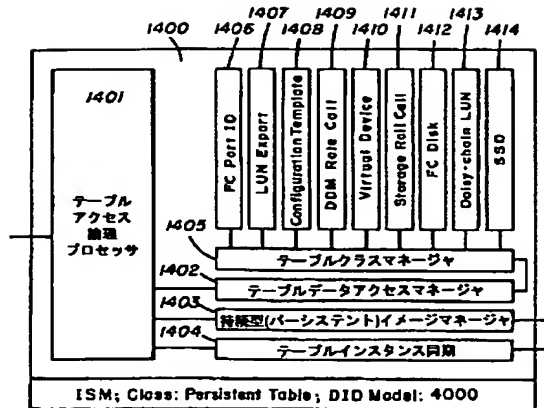 1400
1406
1407
1408
1409
1410
1411
1412
1413
1414
1401
テーブル
アクセス
論理
プロセッサ
FC Port ID
LUN Export
Configuration Template
DDM Role Call
Virtual Device
Storage Roll Call
FC Disk
Daisy-chain LUN
SSD
1405
テーブルクラスマネージャ
1402
テーブルデータアクセスマネージャ
1403
持続型(パーシステント)イメージマネージャ
1404
テーブルインスタンス同期
ISM; Class: Persistent Table; DID Model: 4000